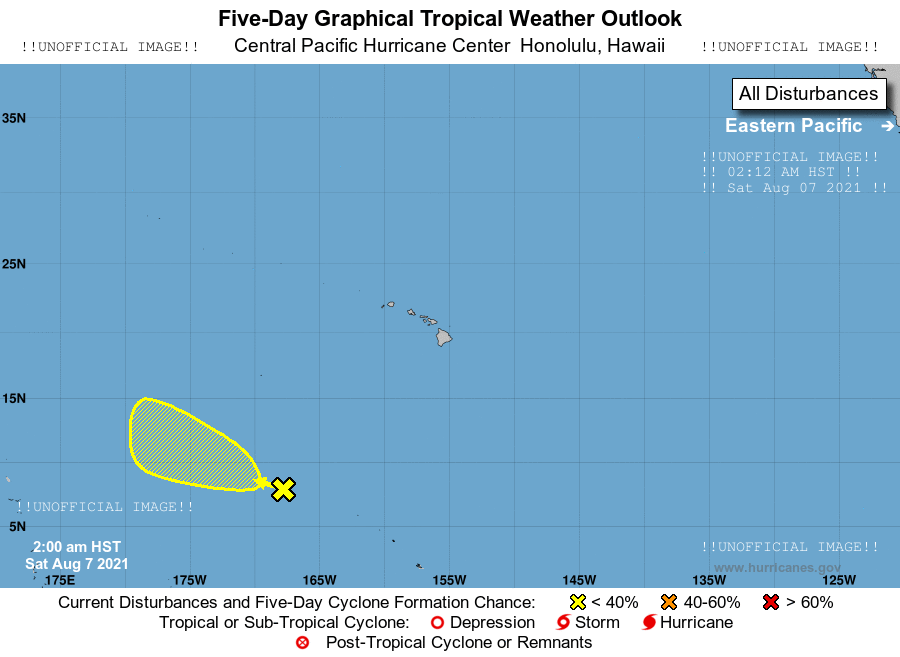 Five-Day Graphical Tropical Weather Outlook
!!UNOFFICIAL IMAGE!! Central Pacific Hurricane Center Honolulu, Hawaii !!UNOFFICIAL IMAGE!!
All Disturbances
35N
Eastern Pacific
!!UNOFFICIAL IMAGE!!
!! 02:12 AM HST !!
!! Sat Aug 07 2021 !!
25N
15N
!!UNOFFICIAL IMAGE!!
5N
2:00 am HST
Sat Aug 7 2021
!!UNOFFICIAL IMAGE!!
www.hurricanes.gov
175E 175W 165W 155W 145W 135W 125W
Current Disturbances and Five-Day Cyclone Formation Chance: < 40% 40-60% > 60%
Tropical or Sub-Tropical Cyclone: Depression Storm Hurricane
Post-Tropical Cyclone or Remnants